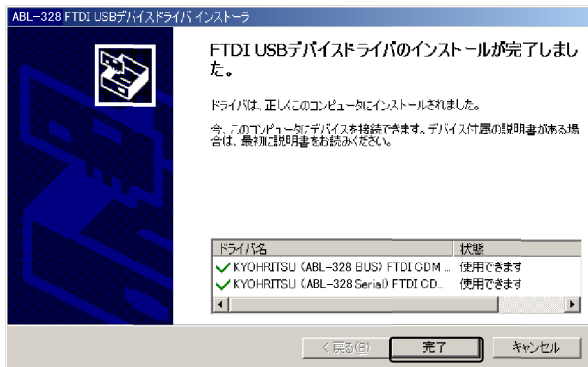 ABL-328 FTDI USBデバイスドライバ インストーラ
FTDI USBデバイスドライバのインストールが完了しまし
た。
ドライバは、正しくこのコンピュータにインストールされました。
今、このコンピュータにデバイスを接続できます。デバイス付属の説明書がある場
合は、最初に説明書をお読みください。
ドライバ名 状態
KYOHRITSU (ABL-328 BUS) FTDI CDM ... 使用できます
KYOHRITSU (ABL-328 Serial) FTDI CD... 使用できます
< 戻る(B) 完了 キャンセル